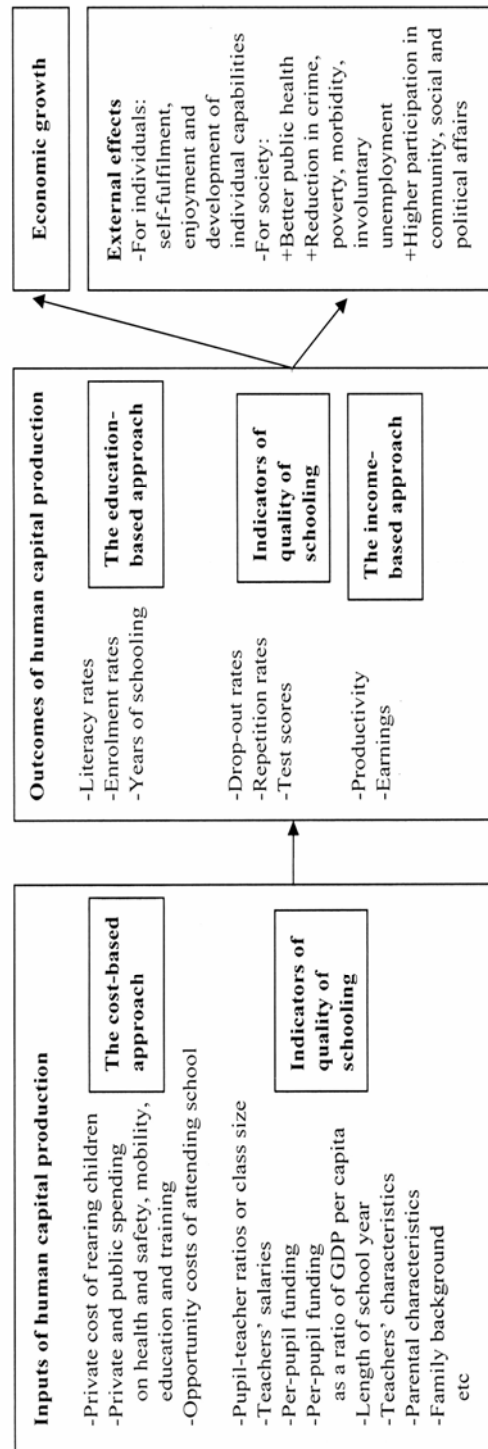 Inputs of human capital production
-Private cost of rearing children
-Private and public spending
on health and safety, mobility,
education and training
-Opportunity costs of attending school
The cost-based
approach
-Pupil-teacher ratios or class size
-Teachers' salaries
-Per-pupil funding
-Per-pupil funding
as a ratio of GDP per capita
-Length of school year
-Teachers' characteristics
-Parental characteristics
-Family background
etc
Indicators of
quality of
schooling
Outcomes of human capital production
-Literacy rates
-Enrolment rates
-Years of schooling
The education-
based approach
-Drop-out rates
-Repetition rates
-Test scores
Indicators of
quality of
schooling
-Productivity
-Earnings
The income-
based approach
Economic growth
External effects
-For individuals:
self-fulfilment,
enjoyment and
development of
individual capabilities
-For society:
+Better public health
+Reduction in crime,
poverty, morbidity,
involuntary
unemployment
+Higher participation in
community, social and
political affairs